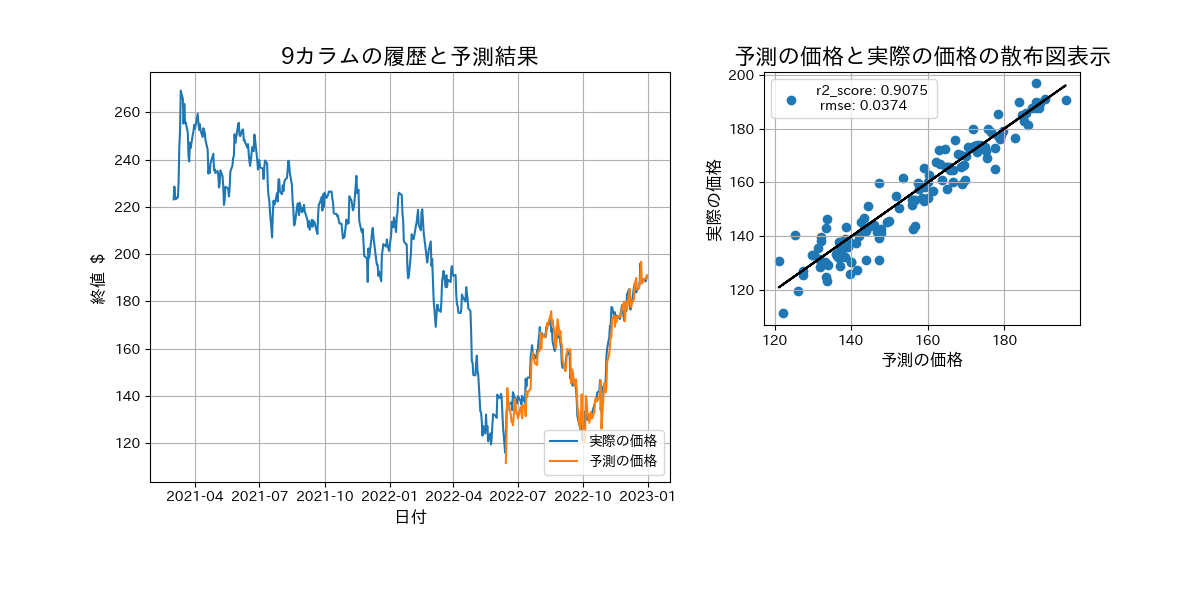 9カラムの履歴と予測結果
終値 $
260
240
220
200
180
160
140
120
2021-04
2021-07
2021-10
2022-01
2022-04
2022-07
2022-10
2023-01
日付
実際の価格
予測の価格
予測の価格と実際の価格の散布図表示
実際の価格
200
180
160
140
120
r2_score: 0.9075
rmse: 0.0374
120
140
160
180
予測の価格